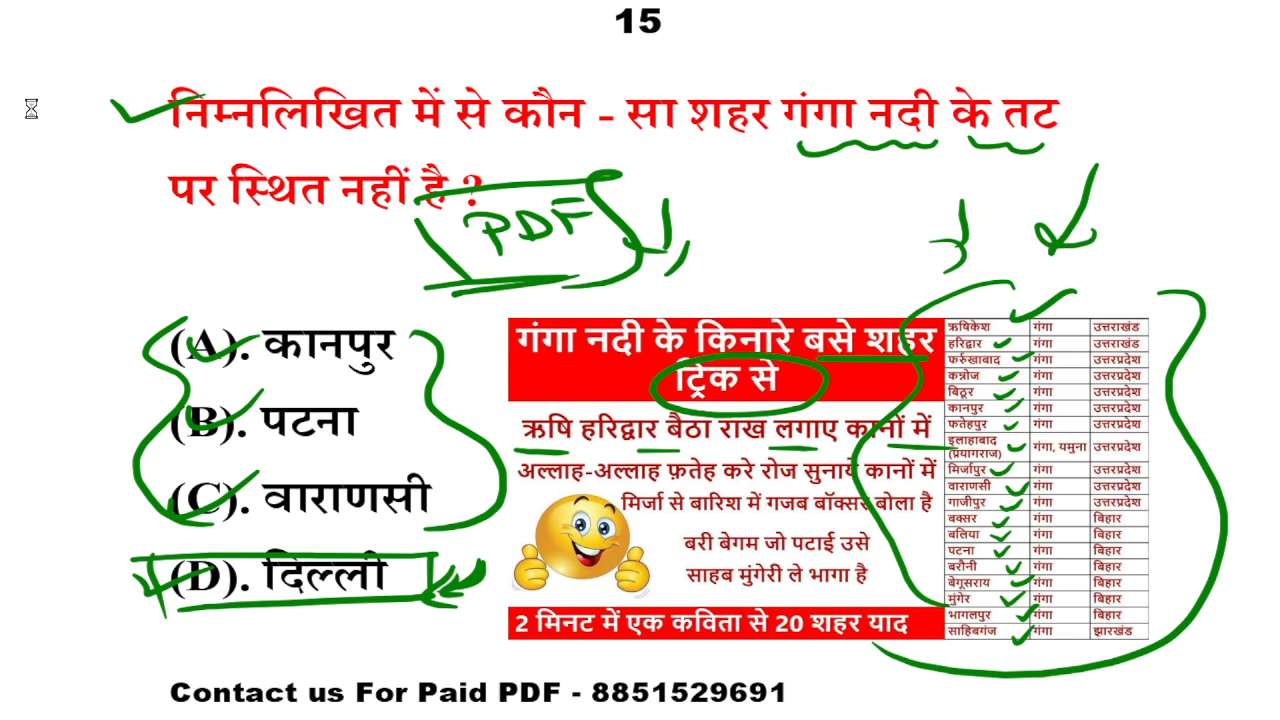 15
निम्नलिखित में से कौन - सा शहर गंगा नदी के तट
पर स्थित नहीं है ?
PDF
(A). कानपुर
(B). पटना
(C). वाराणसी
(D). दिल्ली
गंगा नदी के किनारे बसे शहर
ट्रिक से
ऋषि हरिद्वार बैठा राख लगाए कानों में
अल्लाह-अल्लाह फ़तेह करे रोज सुनाये कानों में
मिर्जा से बारिश में गजब बॉक्सर बोला है
बरी बेगम जो पटाई उसे
साहब मुंगेरी ले भागा है
2 मिनट में एक कविता से 20 शहर याद
ऋषिकेश गंगा उत्तराखंड
हरिद्वार गंगा उत्तराखंड
फर्रुखाबाद गंगा उत्तरप्रदेश
कन्नोज गंगा उत्तरप्रदेश
बिठूर गंगा उत्तरप्रदेश
कानपुर गंगा उत्तरप्रदेश
फतेहपुर गंगा उत्तरप्रदेश
इलाहाबाद
(प्रयागराज) गंगा, यमुना उत्तरप्रदेश
मिर्जापुर गंगा उत्तरप्रदेश
वाराणसी गंगा उत्तरप्रदेश
गाजीपुर गंगा उत्तरप्रदेश
बक्सर गंगा बिहार
बलिया गंगा बिहार
पटना गंगा बिहार
बरौनी गंगा बिहार
बेगूसराय गंगा बिहार
मुंगेर गंगा बिहार
भागलपुर गंगा बिहार
साहिबगंज गंगा झारखंड
Contact us For Paid PDF - 8851529691